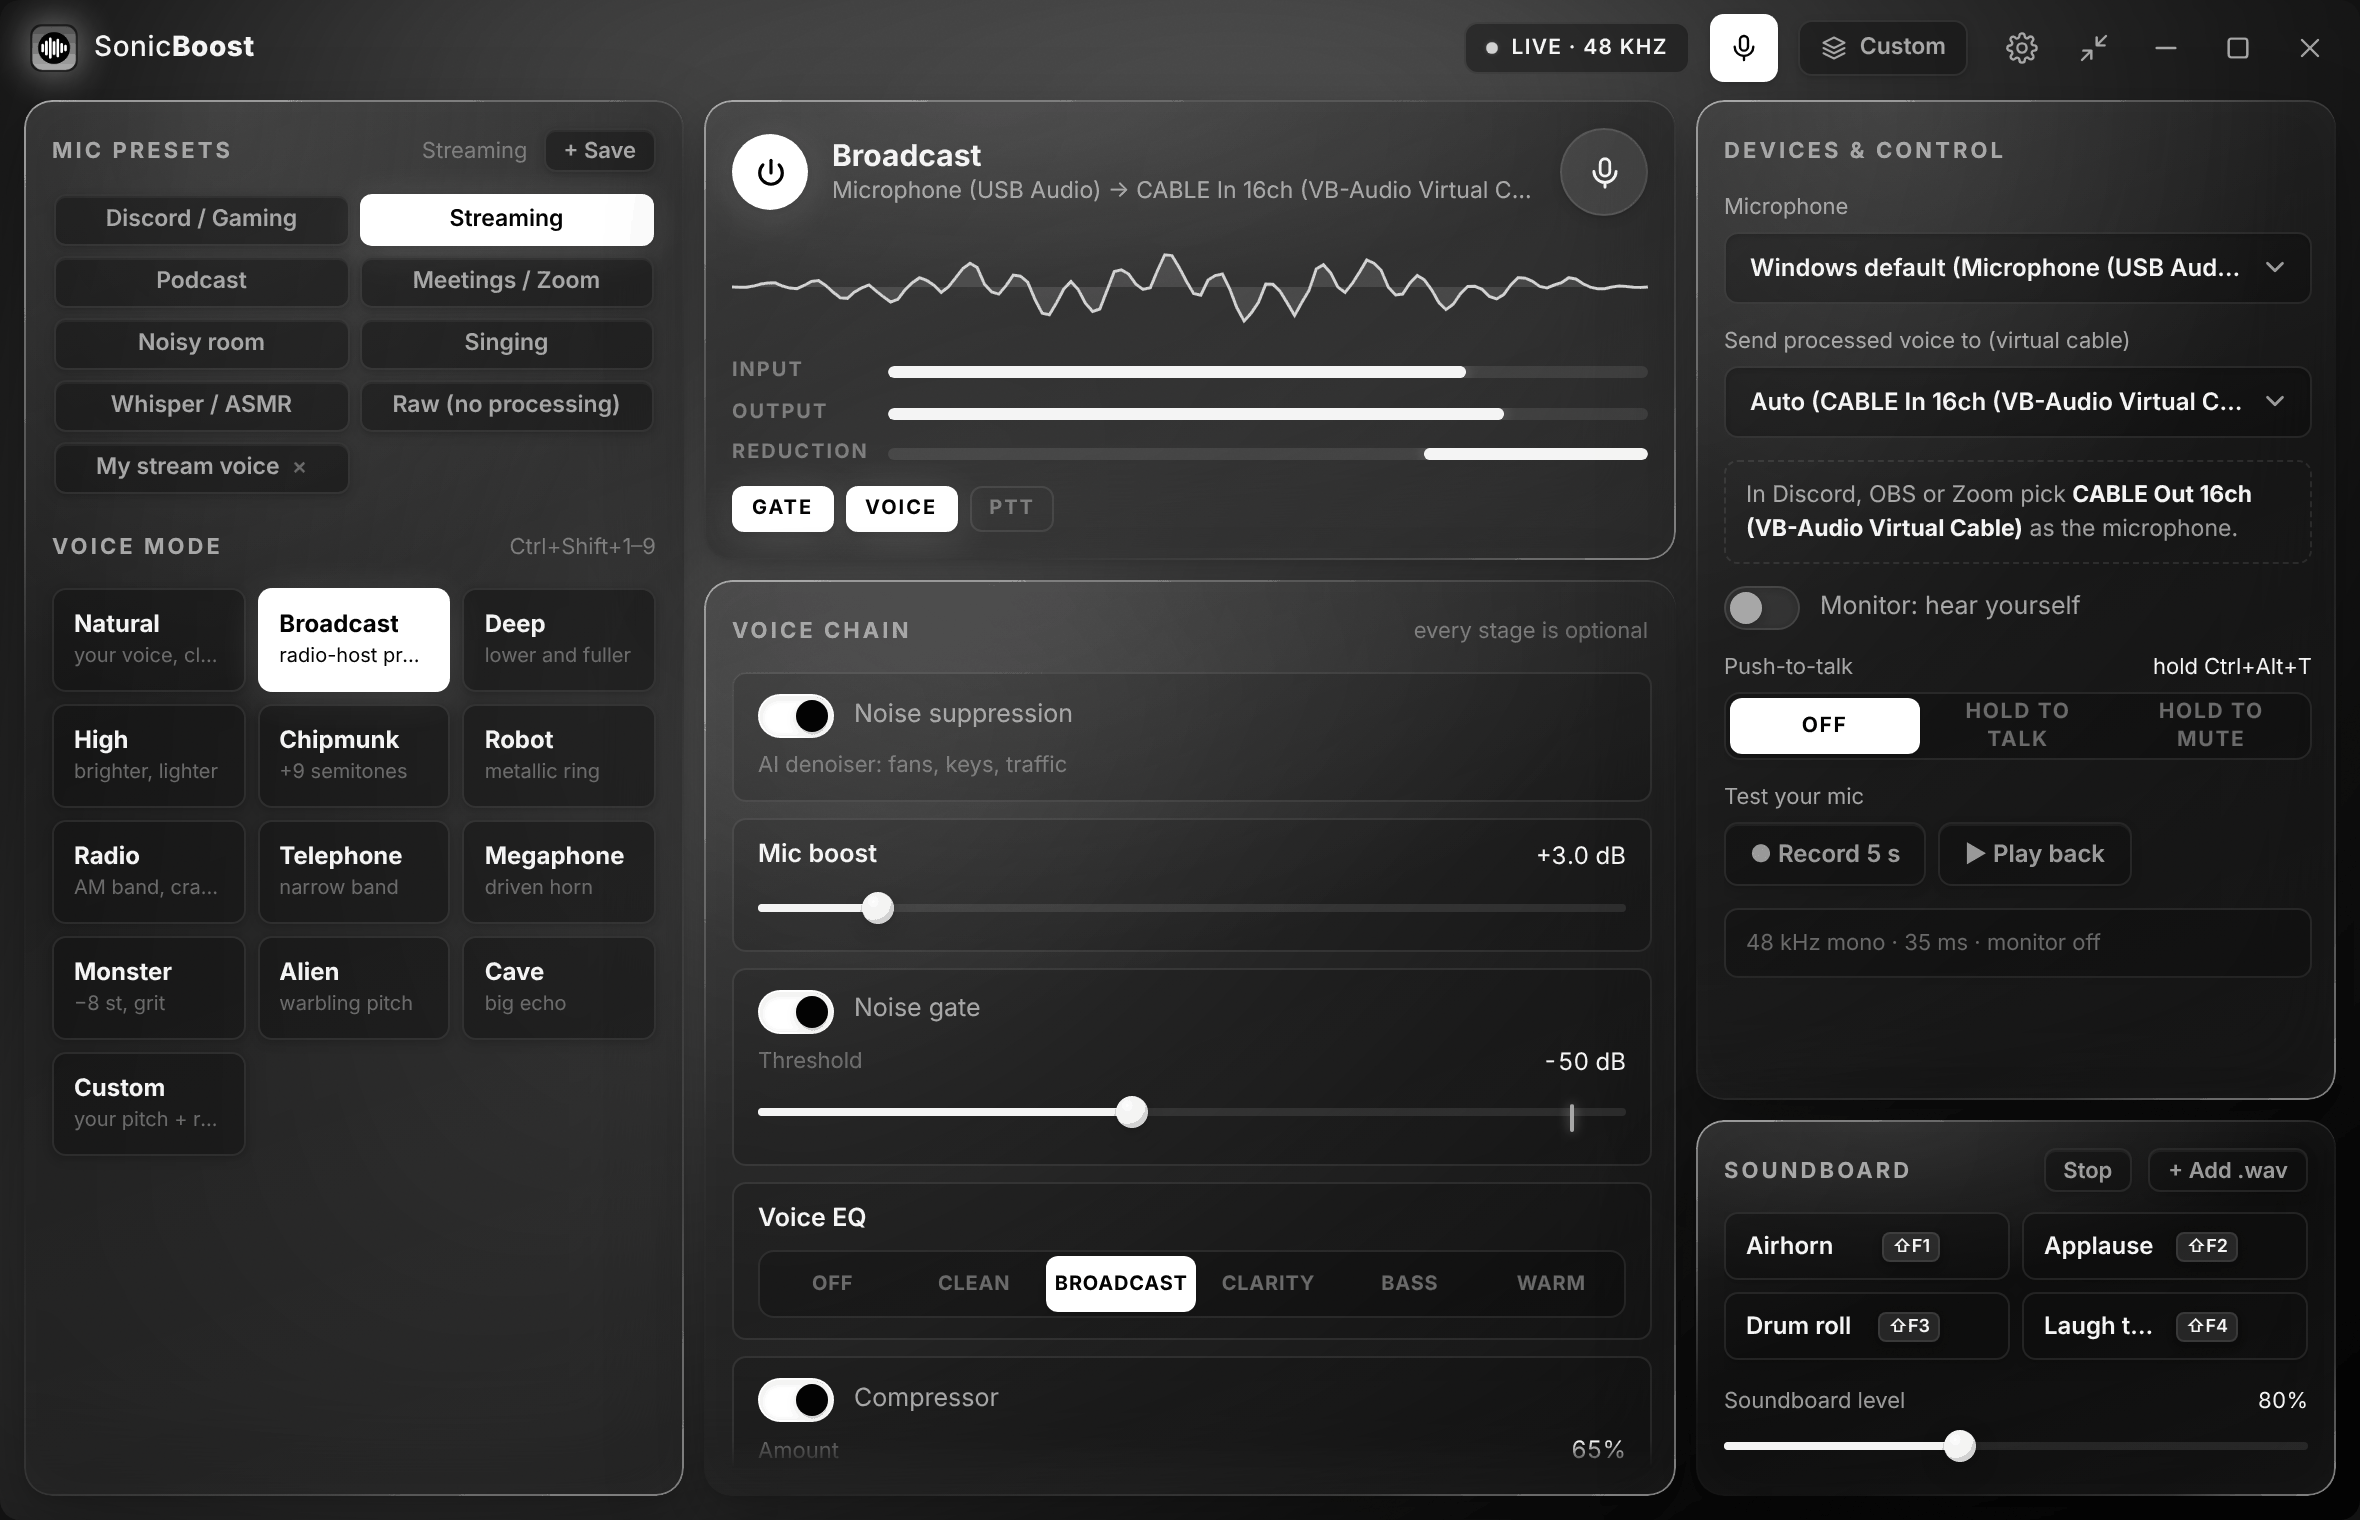 SonicBoost
LIVE · 48 KHZ
Custom
MIC PRESETS
Streaming
+ Save
Discord / Gaming
Streaming
Podcast
Meetings / Zoom
Noisy room
Singing
Whisper / ASMR
Raw (no processing)
My stream voice ×
VOICE MODE
Ctrl+Shift+1–9
Natural
your voice, cl...
Broadcast
radio-host pr...
Deep
lower and fuller
High
brighter, lighter
Chipmunk
+9 semitones
Robot
metallic ring
Radio
AM band, cra...
Telephone
narrow band
Megaphone
driven horn
Monster
−8 st, grit
Alien
warbling pitch
Cave
big echo
Custom
your pitch + r...
Broadcast
Microphone (USB Audio) → CABLE In 16ch (VB-Audio Virtual C...
INPUT
OUTPUT
REDUCTION
GATE
VOICE
PTT
VOICE CHAIN
every stage is optional
Noise suppression
AI denoiser: fans, keys, traffic
Mic boost
+3.0 dB
Noise gate
Threshold
-50 dB
Voice EQ
OFF
CLEAN
BROADCAST
CLARITY
BASS
WARM
Compressor
Amount
65%
DEVICES & CONTROL
Microphone
Windows default (Microphone (USB Aud...
Send processed voice to (virtual cable)
Auto (CABLE In 16ch (VB-Audio Virtual C...
In Discord, OBS or Zoom pick CABLE Out 16ch
(VB-Audio Virtual Cable) as the microphone.
Monitor: hear yourself
Push-to-talk
hold Ctrl+Alt+T
OFF
HOLD TO
TALK
HOLD TO
MUTE
Test your mic
● Record 5 s
▶ Play back
48 kHz mono · 35 ms · monitor off
SOUNDBOARD
Stop
+ Add .wav
Airhorn
⇧F1
Applause
⇧F2
Drum roll
⇧F3
Laugh t...
⇧F4
Soundboard level
80%